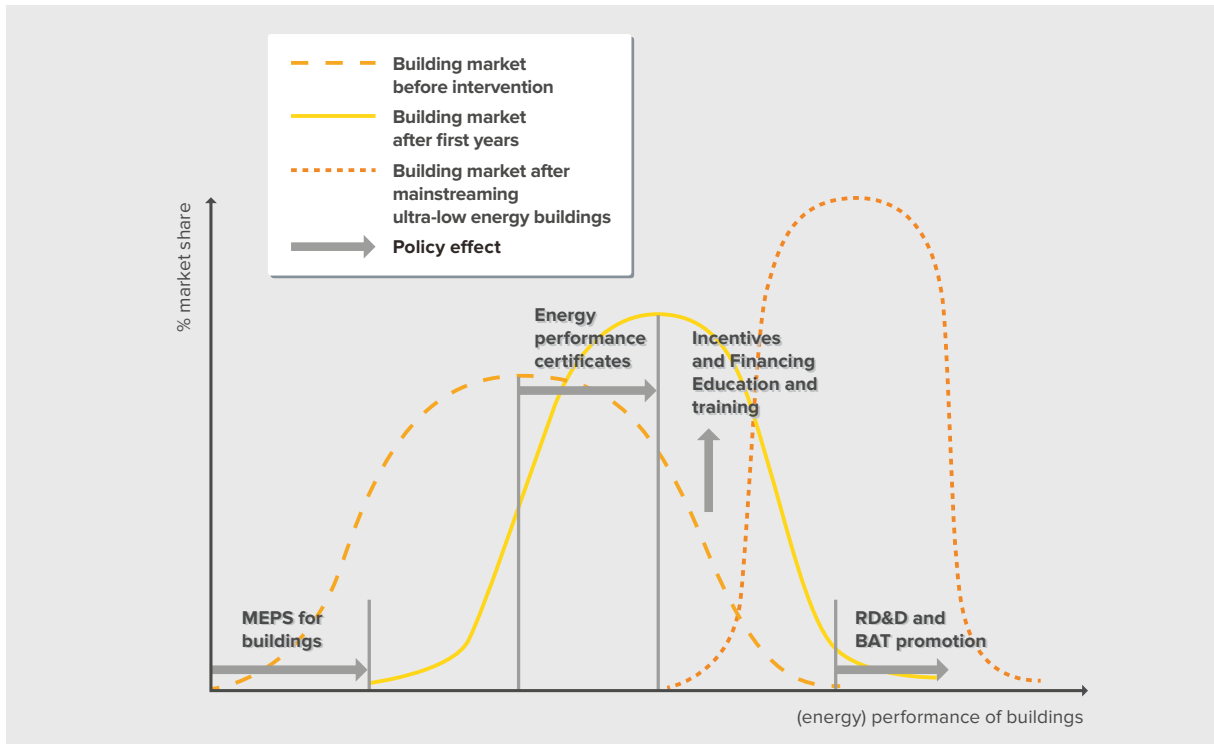 Building market
before intervention
Building market
after first years
Building market after
mainstreaming
ultra-low energy buildings
Policy effect
% market share
Energy
performance
certificates
Incentives
and Financing
Education and
training
MEPS for
buildings
RD&D and
BAT promotion
(energy) performance of buildings